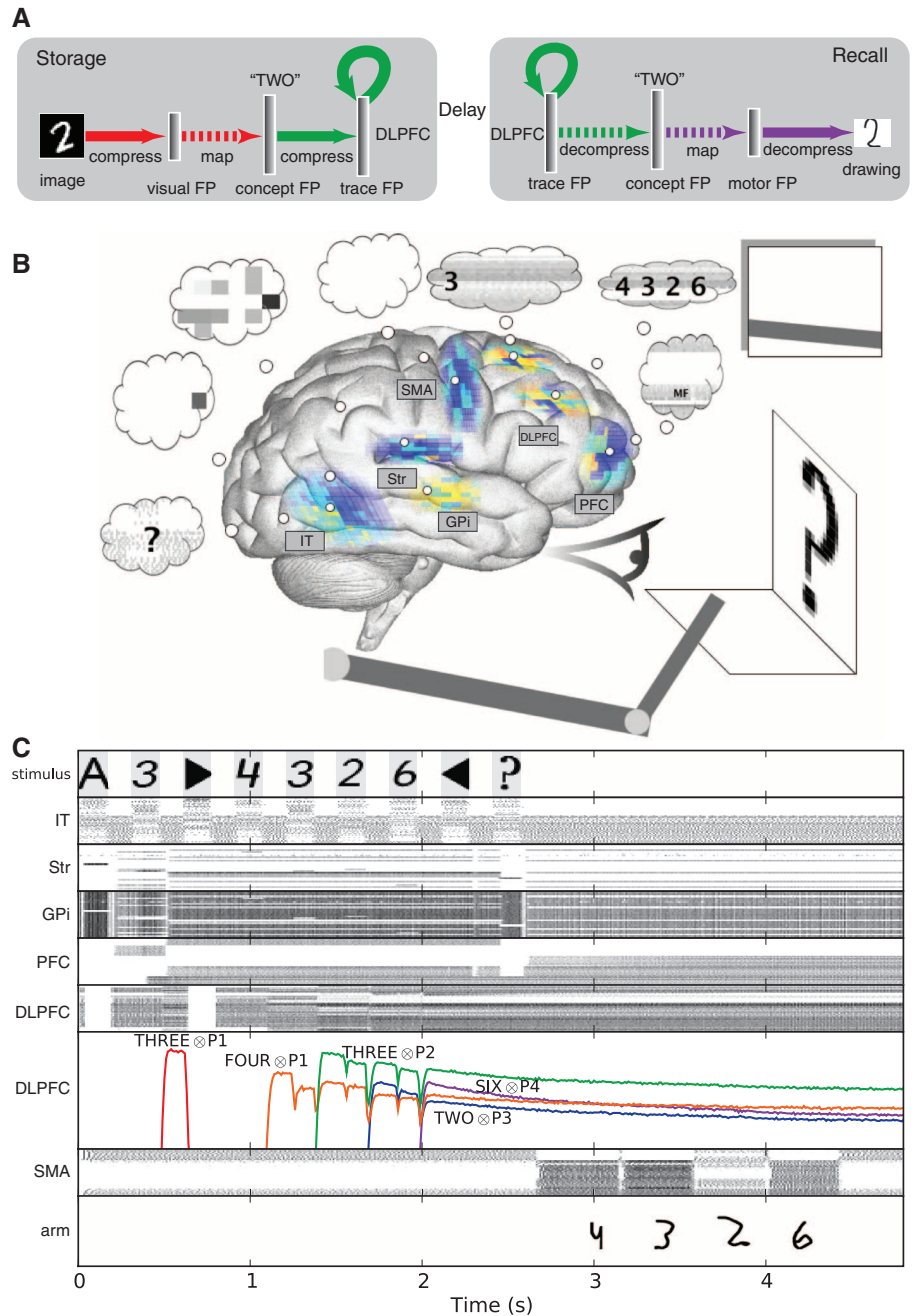 A
Storage
Recall
"TWO"
"TWO"
Delay
DLPFC
DLPFC
2
2
compress
map
compress
decompress
map
decompress
image
visual FP
concept FP
trace FP
trace FP
concept FP
motor FP
drawing
B
3
4 3 2 6
SMA
MF
DLPFC
Str
PFC
GPi
IT
?
?
C
stimulus
A 3 ▶ 4 3 2 6 ◀ ?
IT
Str
GPi
PFC
DLPFC
DLPFC
THREE⊗P1
FOUR⊗P1
THREE⊗P2
SIX⊗P4
TWO⊗P3
SMA
arm
4 3 2 6
0 1 2 3 4
Time (s)